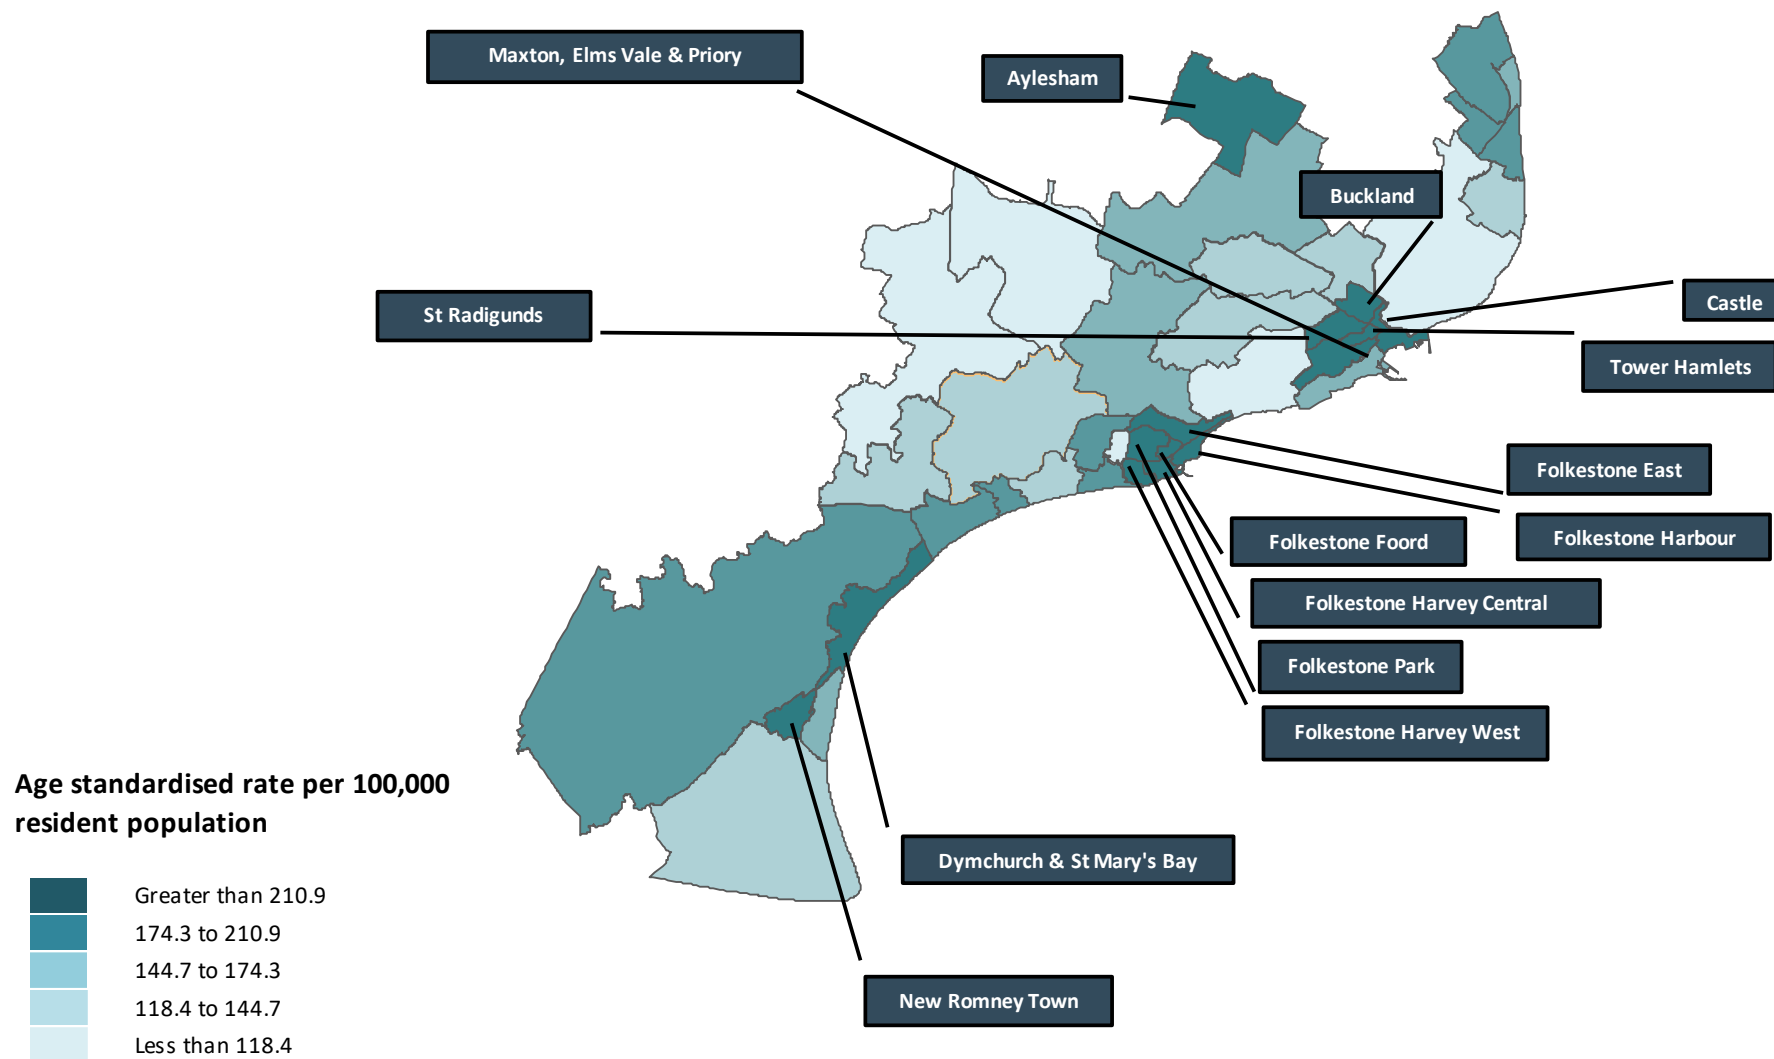 Maxton, Elms Vale & Priory
Aylesham
Buckland
St Radigunds
Castle
Tower Hamlets
Folkestone East
Folkestone Harbour
Folkestone Foord
Folkestone Harvey Central
Folkestone Park
Folkestone Harvey West
Age standardised rate per 100,000
resident population
Dymchurch & St Mary's Bay
Greater than 210.9
174.3 to 210.9
144.7 to 174.3
118.4 to 144.7
Less than 118.4
New Romney Town